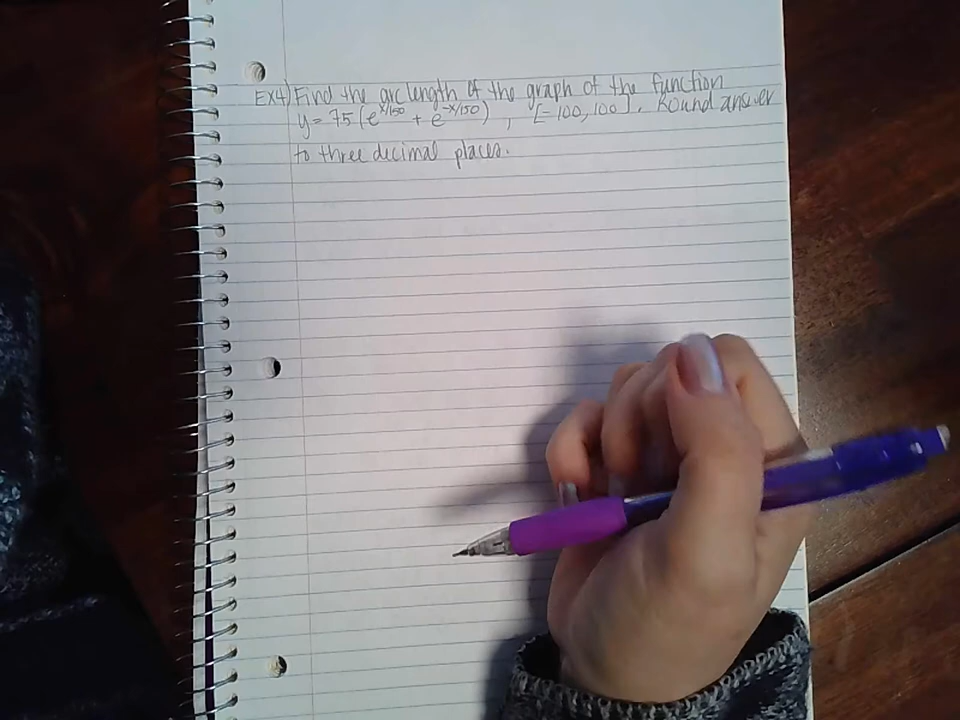 Ex4) Find the arc length of the graph of the function
y = 75(e^x/150 + e^-x/150), [-100, 100]. Round answer
to three decimal places.